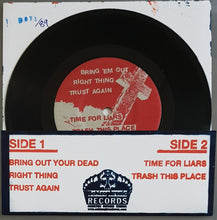 BRING 'EM OUT
RIGHT THING
TRUST AGAIN
TIME FOR LIARS
TRASH THIS PLACE
SIDE 1
BRING OUT YOUR DEAD
RIGHT THING
TRUST AGAIN
SIDE 2
TIME FOR LIARS
TRASH THIS PLACE
RECORDS